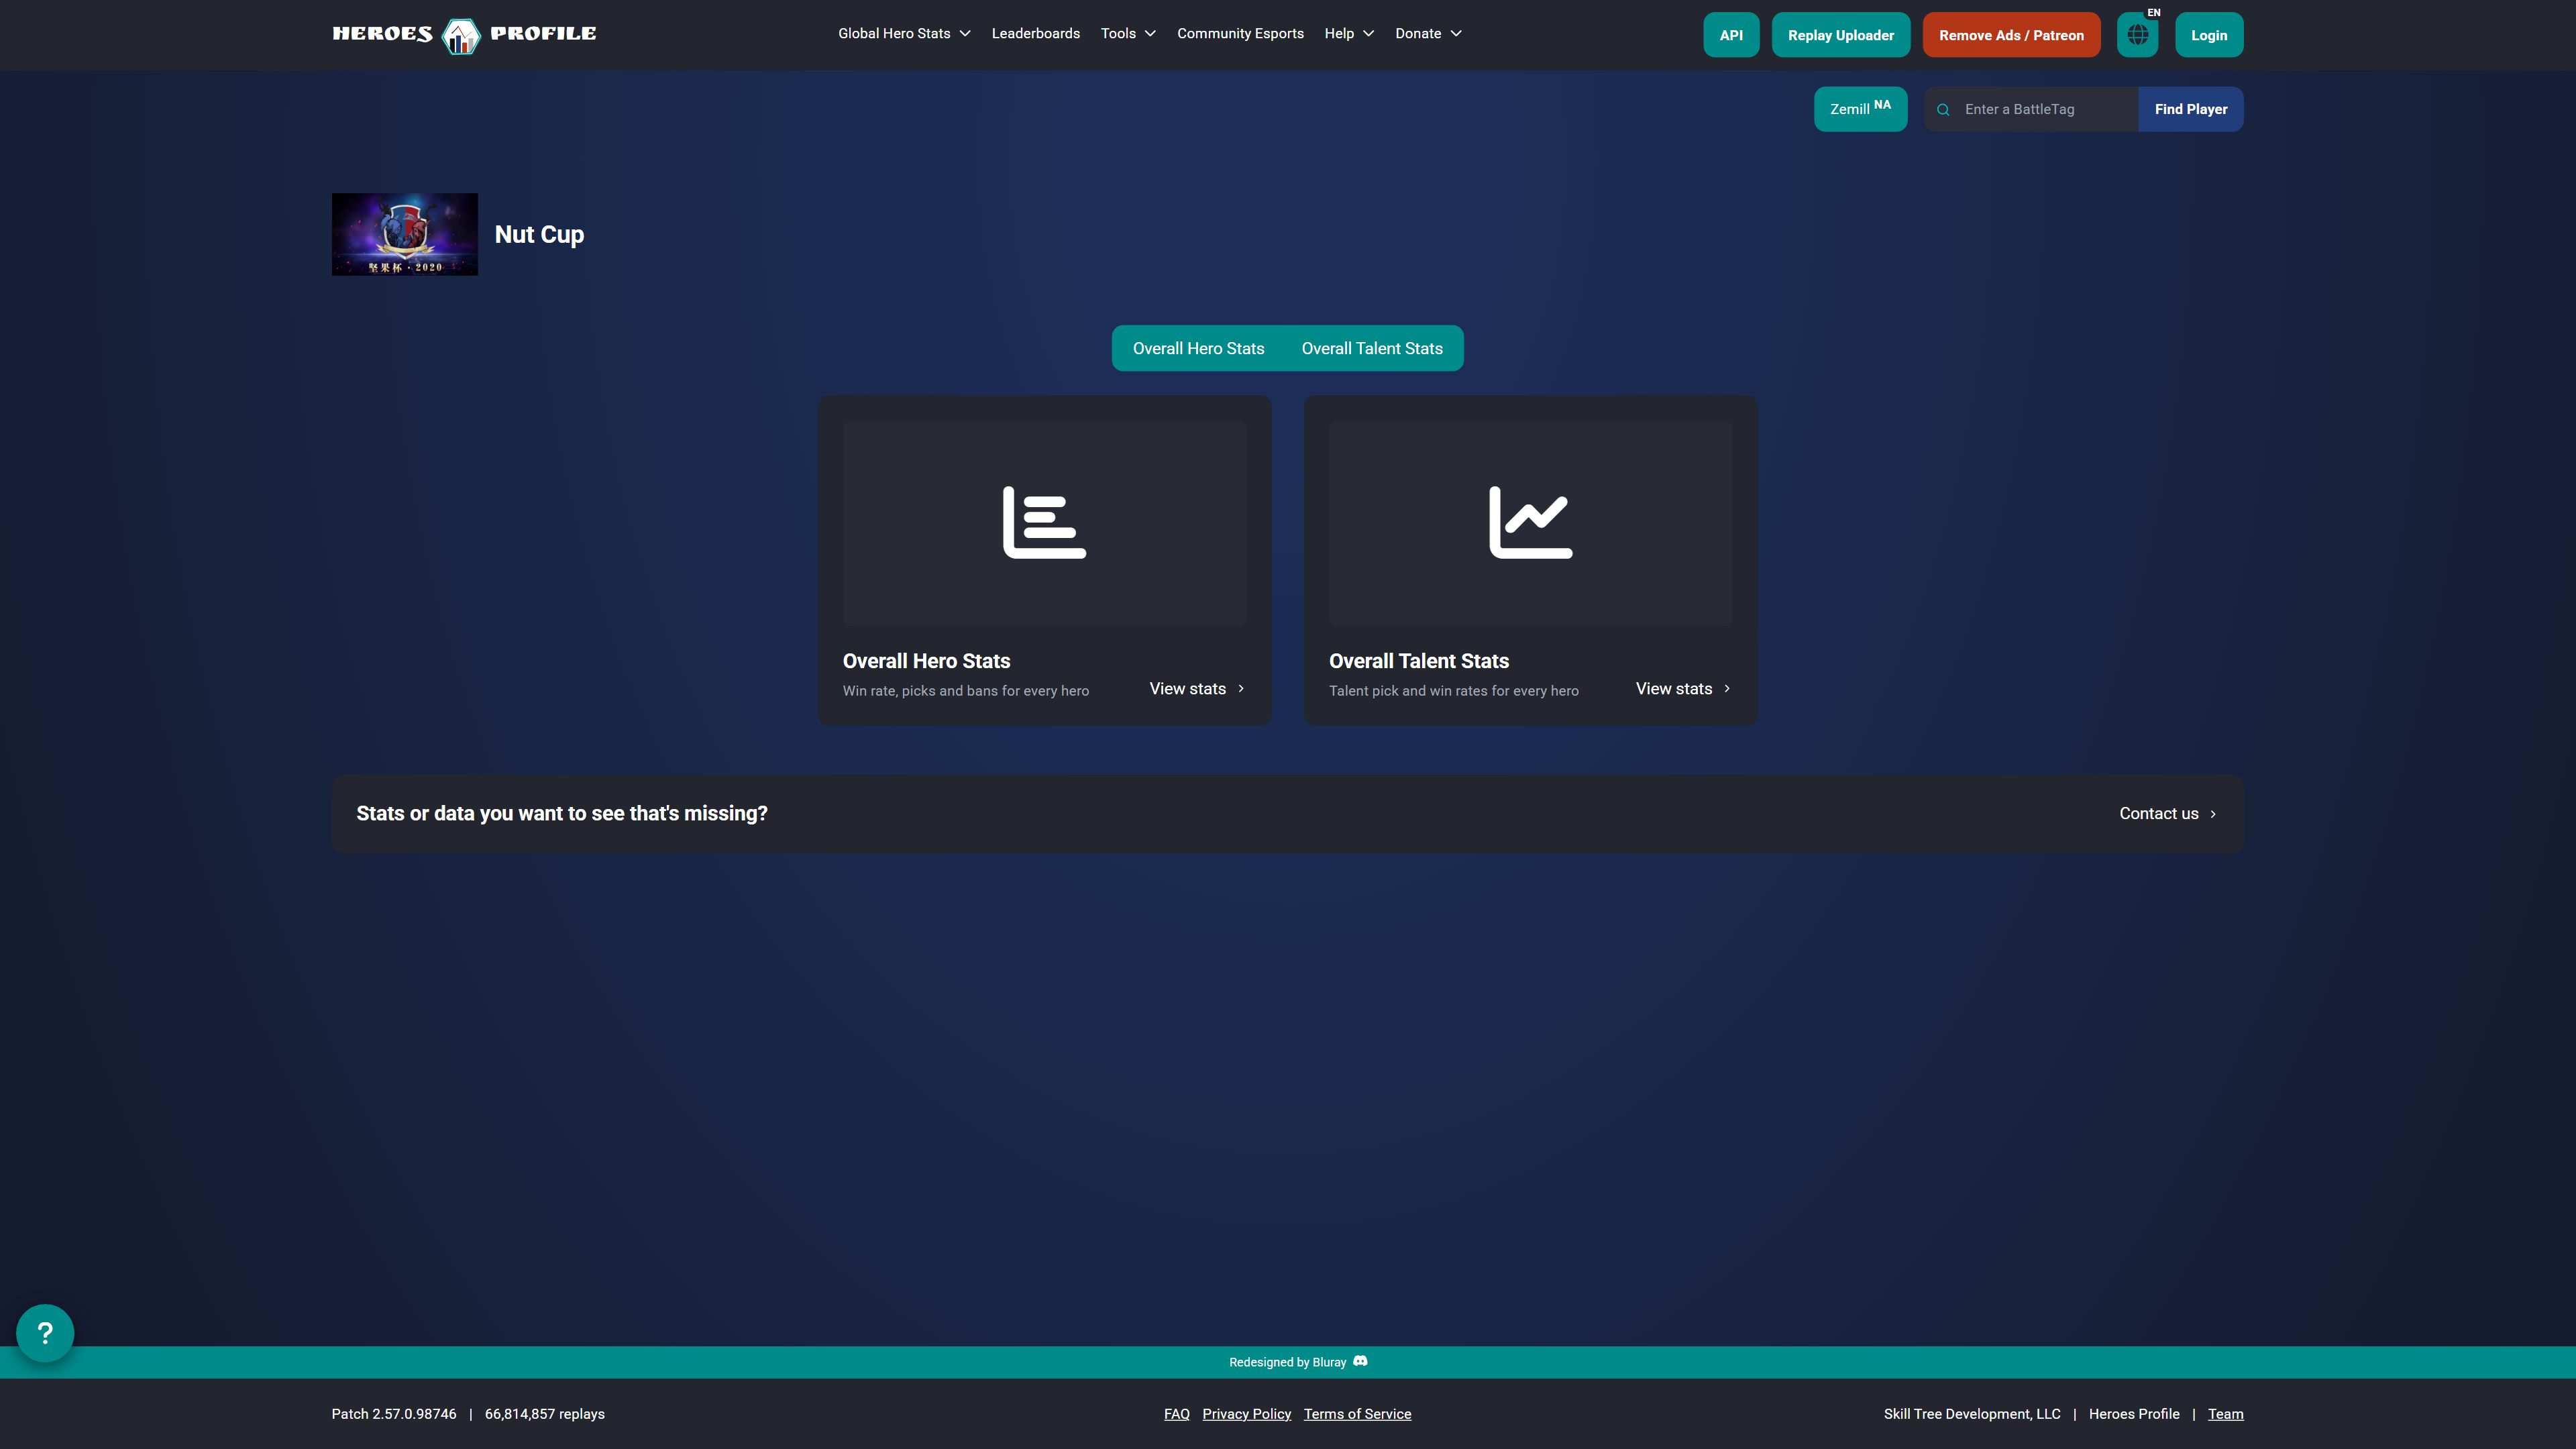 HEROES PROFILE
Global Hero Stats Leaderboards Tools Community Esports Help Donate
API Replay Uploader Remove Ads / Patreon EN Login
Zemill NA Enter a BattleTag Find Player
坚果杯·2020
Nut Cup
Overall Hero Stats Overall Talent Stats
Overall Hero Stats
Win rate, picks and bans for every hero View stats
Overall Talent Stats
Talent pick and win rates for every hero View stats
Stats or data you want to see that's missing? Contact us
?
Redesigned by Bluray
Patch 2.57.0.98746 | 66,814,857 replays
FAQ Privacy Policy Terms of Service
Skill Tree Development, LLC | Heroes Profile | Team